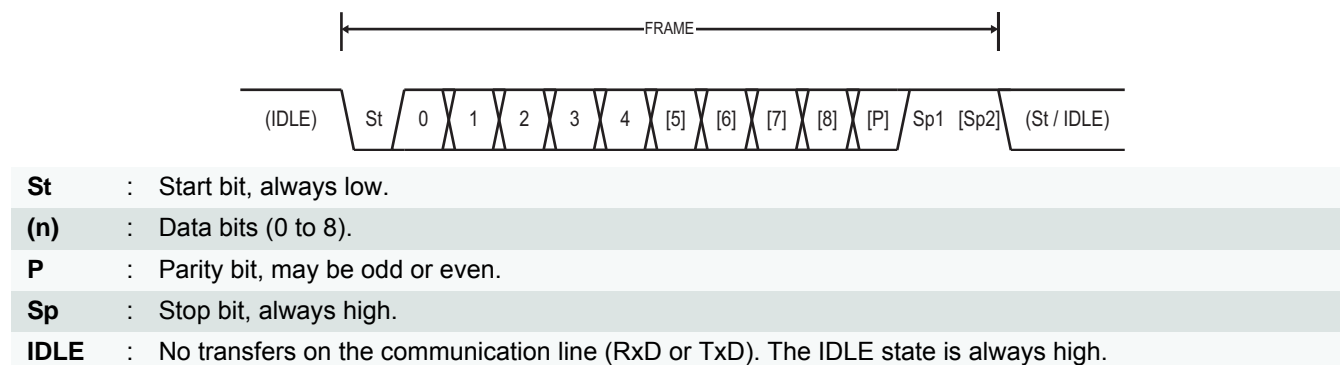 FRAME
(IDLE) St 0 1 2 3 4 [5] [6] [7] [8] [P] Sp1 [Sp2] (St / IDLE)
St : Start bit, always low.
(n) : Data bits (0 to 8).
P : Parity bit, may be odd or even.
Sp : Stop bit, always high.
IDLE : No transfers on the communication line (RxD or TxD). The IDLE state is always high.